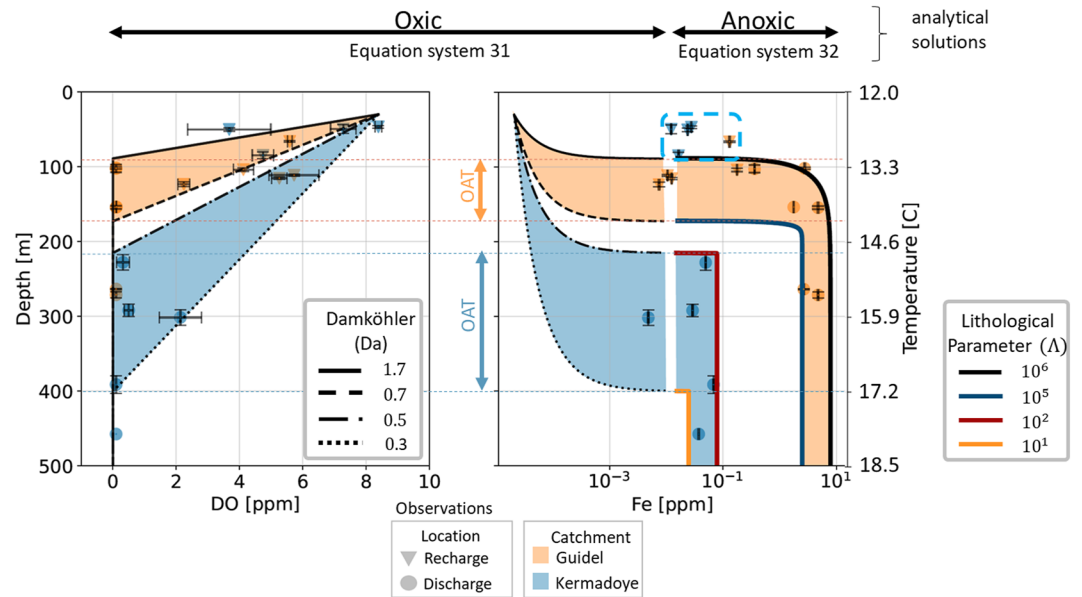 Oxic
Anoxic
analytical
solutions
Equation system 31
Equation system 32
0
100
200
300
400
500
Depth [m]
0
2
4
6
8
10
DO [ppm]
Damköhler
(Da)
1.7
0.7
0.5
0.3
OAT
OAT
10⁻³
10⁻¹
10¹
Fe [ppm]
12.0
13.3
14.6
15.9
17.2
18.5
Temperature [C]
Lithological
Parameter (Λ)
10⁶
10⁵
10²
10¹
Observations
Location
Recharge
Discharge
Catchment
Guidel
Kermadoye